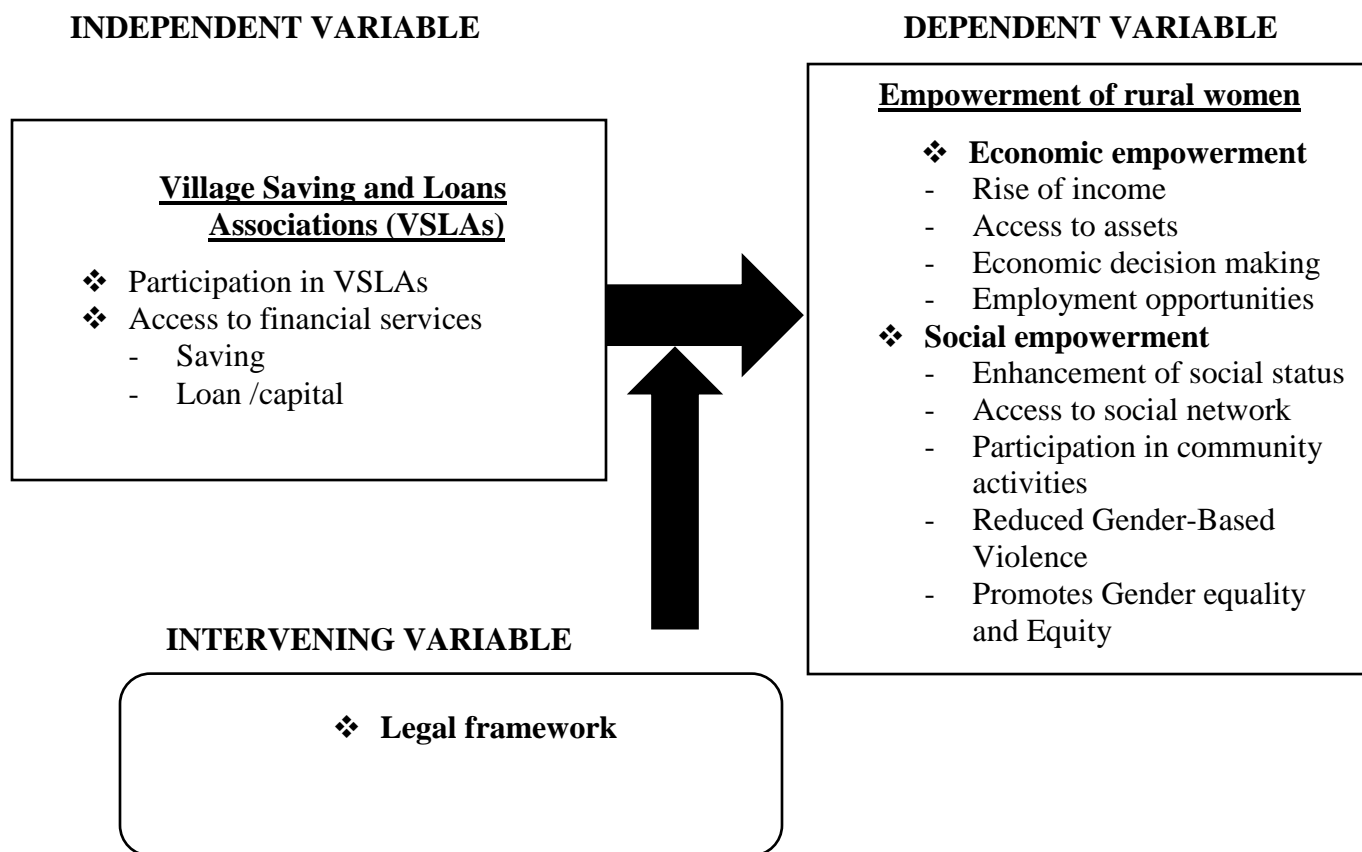 INDEPENDENT VARIABLE
Village Saving and Loans
Associations (VSLAs)
❖ Participation in VSLAs
❖ Access to financial services
- Saving
- Loan /capital
DEPENDENT VARIABLE
Empowerment of rural women
❖ Economic empowerment
- Rise of income
- Access to assets
- Economic decision making
- Employment opportunities
❖ Social empowerment
- Enhancement of social status
- Access to social network
- Participation in community
activities
- Reduced Gender-Based
Violence
- Promotes Gender equality
and Equity
INTERVENING VARIABLE
❖ Legal framework